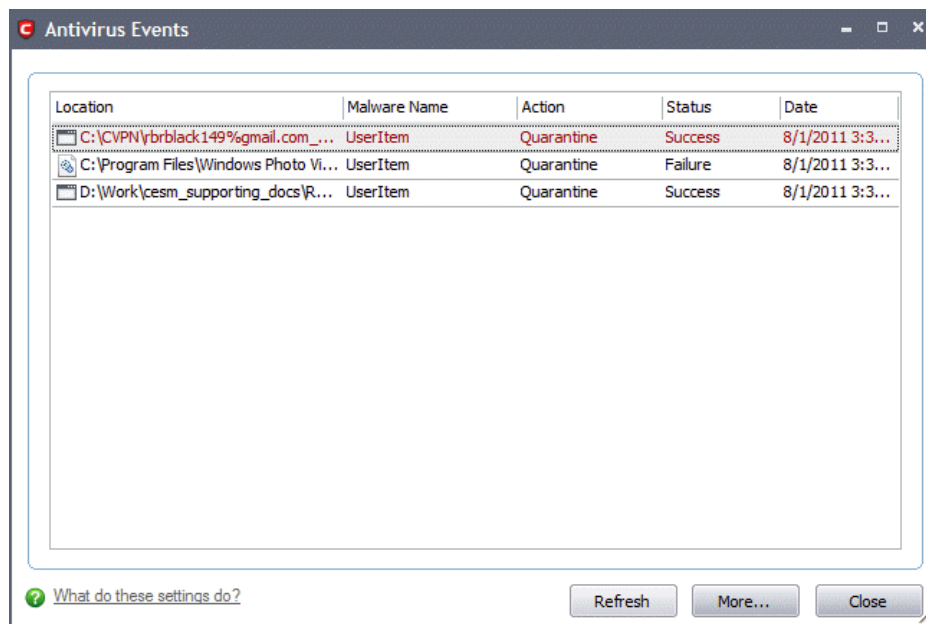 Antivirus Events
Location Malware Name Action Status Date
C:\CVPN\rbrblack149%gmail.com_... UserItem Quarantine Success 8/1/2011 3:3...
C:\Program Files\Windows Photo Vi... UserItem Quarantine Failure 8/1/2011 3:3...
D:\Work\cesm_supporting_docs\R... UserItem Quarantine Success 8/1/2011 3:3...
What do these settings do?
Refresh More... Close